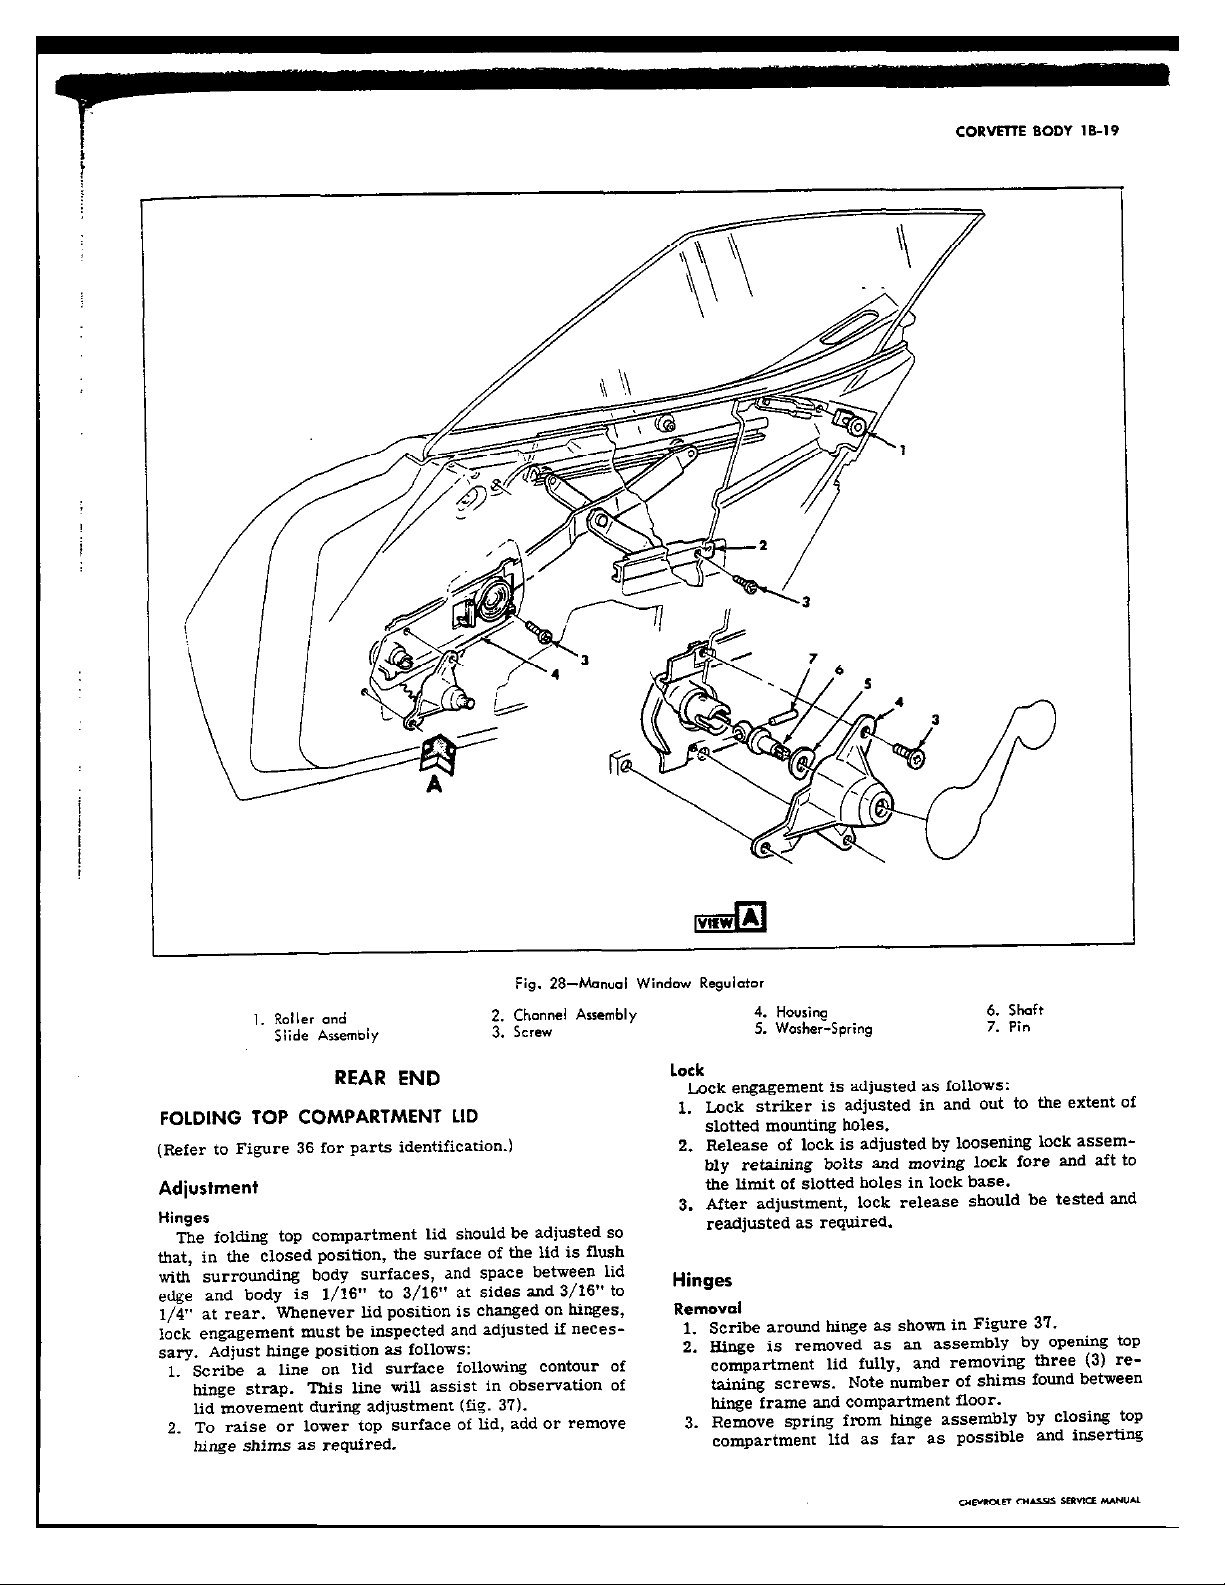 CORVETTE BODY 1B-19
1
2
3
3
4
7
6
5
4
3
A
VIEW A
Fig. 28—Manual Window Regulator
1. Roller and
Slide Assembly
2. Channel Assembly
3. Screw
4. Housing
5. Washer-Spring
6. Shaft
7. Pin
REAR END
FOLDING TOP COMPARTMENT LID
(Refer to Figure 36 for parts identification.)
Adjustment
Hinges
The folding top compartment lid should be adjusted so
that, in the closed position, the surface of the lid is flush
with surrounding body surfaces, and space between lid
edge and body is 1/16" to 3/16" at sides and 3/16" to
1/4" at rear. Whenever lid position is changed on hinges,
lock engagement must be inspected and adjusted if neces-
sary. Adjust hinge position as follows:
1. Scribe a line on lid surface following contour of
hinge strap. This line will assist in observation of
lid movement during adjustment (fig. 37).
2. To raise or lower top surface of lid, add or remove
hinge shims as required.
Lock
Lock engagement is adjusted as follows:
1. Lock striker is adjusted in and out to the extent of
slotted mounting holes.
2. Release of lock is adjusted by loosening lock assem-
bly retaining bolts and moving lock fore and aft to
the limit of slotted holes in lock base.
3. After adjustment, lock release should be tested and
readjusted as required.
Hinges
Removal
1. Scribe around hinge as shown in Figure 37.
2. Hinge is removed as an assembly by opening top
compartment lid fully, and removing three (3) re-
taining screws. Note number of shims found between
hinge frame and compartment floor.
3. Remove spring from hinge assembly by closing top
compartment lid as far as possible and inserting
CHEVROLET CHASSIS SERVICE MANUAL